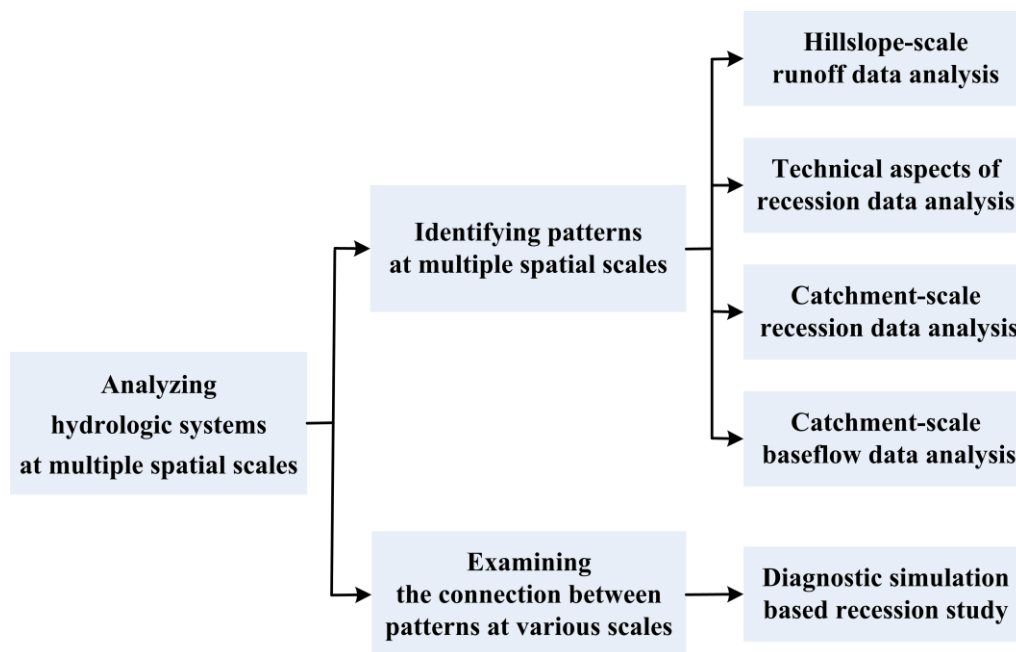 Analyzing
hydrologic systems
at multiple spatial scales
Identifying patterns
at multiple spatial scales
Hillslope-scale
runoff data analysis
Technical aspects of
recession data analysis
Catchment-scale
recession data analysis
Catchment-scale
baseflow data analysis
Examining
the connection between
patterns at various scales
Diagnostic simulation
based recession study